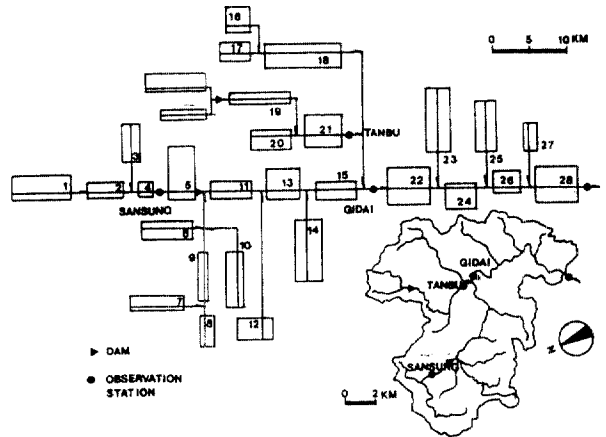 16
17
18
0 5 10 KM
19
20
21
TANBU
3
23
25
27
1
2
4
5
11
13
15
22
24
26
28
SANSUNG
GIDAI
8
9
10
14
7
6
12
GIDAI
TANBU
SANSUNG
N
0 2 KM
DAM
OBSERVATION
STATION